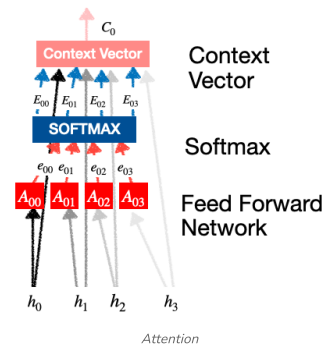 C₀
Context Vector
Context
Vector
E₀₀ E₀₁ E₀₂ E₀₃
SOFTMAX
Softmax
e₀₀ e₀₁ e₀₂ e₀₃
A₀₀ A₀₁ A₀₂ A₀₃
Feed Forward
Network
h₀ h₁ h₂ h₃
Attention